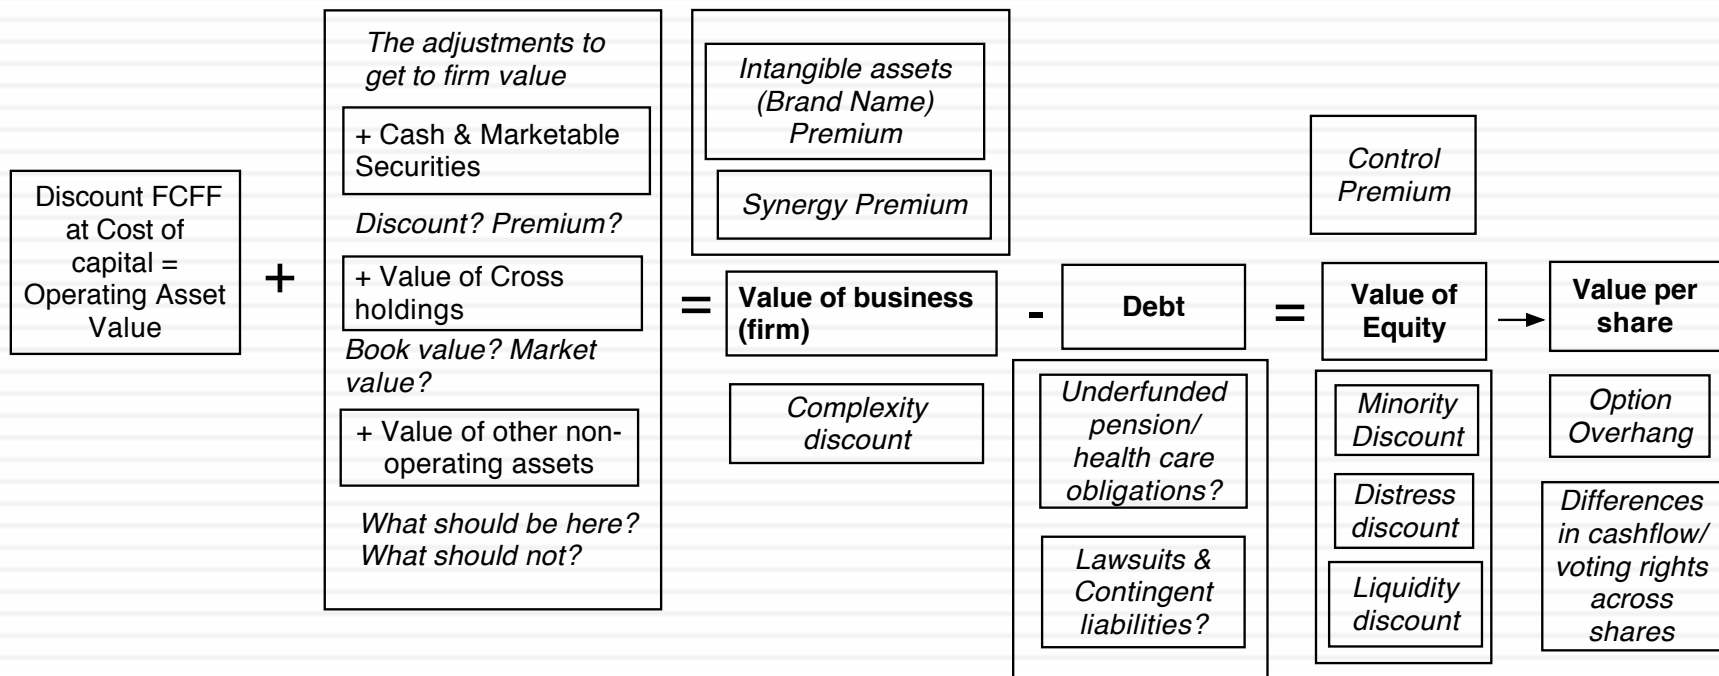 Discount FCFF
at Cost of
capital =
Operating Asset
Value
+
The adjustments to
get to firm value
+ Cash & Marketable
Securities
Discount? Premium?
+ Value of Cross
holdings
Book value? Market
value?
+ Value of other non-
operating assets
What should be here?
What should not?
=
Intangible assets
(Brand Name)
Premium
Synergy Premium
Value of business
(firm)
Complexity
discount
-
Debt
Underfunded
pension/
health care
obligations?
Lawsuits &
Contingent
liabilities?
=
Control
Premium
Value of
Equity
Minority
Discount
Distress
discount
Liquidity
discount
Value per
share
Option
Overhang
Differences
in cashflow/
voting rights
across
shares